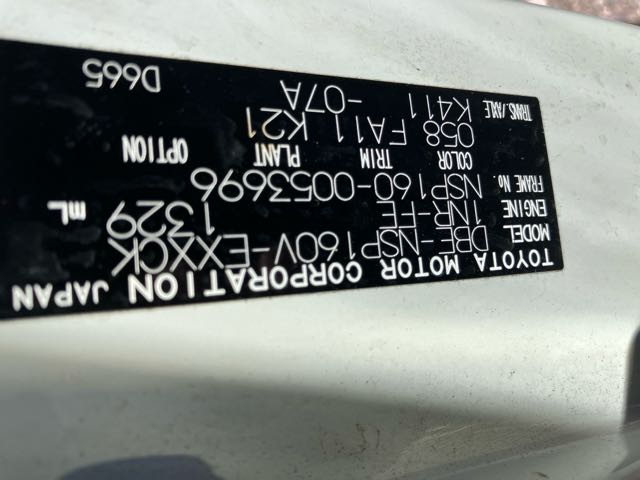 TOYOTA MOTOR CORPORATION JAPAN
MODEL DBE-NSP160V-EXXCK
ENGINE 1NR-FE 1329 mL
FRAME No. NSP160-0053696
COLOR TRIM PLANT OPTION
058 FA11 K21
TRANS./AXLE K411
-07A D665